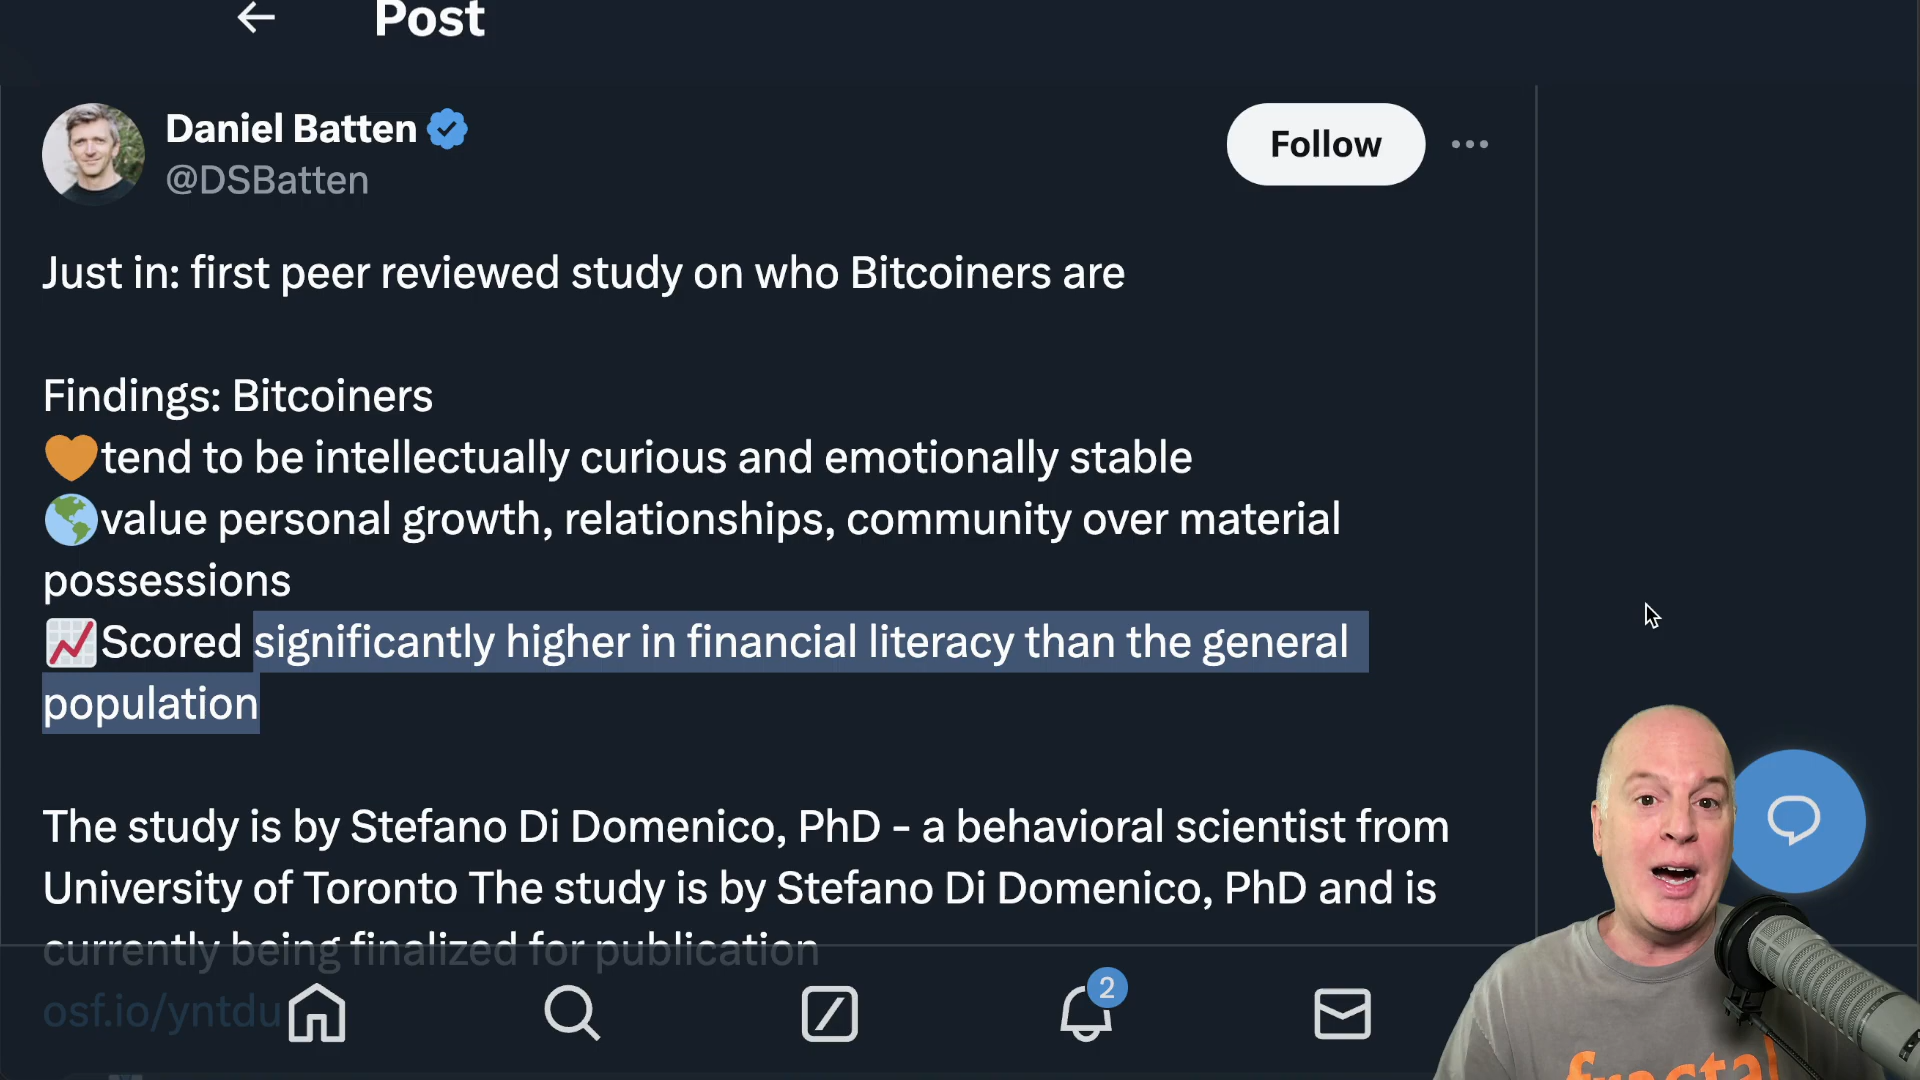 Post
Daniel Batten
@DSBatten
Follow
Just in: first peer reviewed study on who Bitcoiners are
Findings: Bitcoiners
🧡tend to be intellectually curious and emotionally stable
🌎value personal growth, relationships, community over material
possessions
📈Scored significantly higher in financial literacy than the general
population
The study is by Stefano Di Domenico, PhD - a behavioral scientist from
University of Toronto The study is by Stefano Di Domenico, PhD and is
currently being finalized for publication
osf.io/yntdu
2
fractal